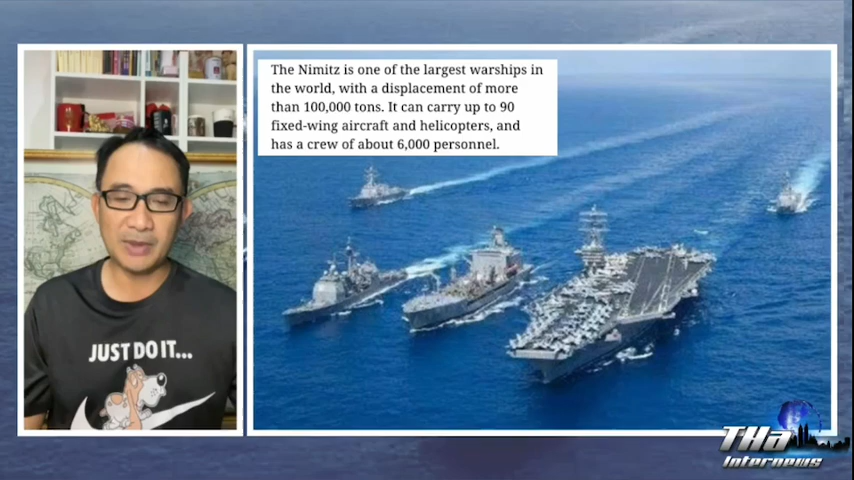 The Nimitz is one of the largest warships in
the world, with a displacement of more
than 100,000 tons. It can carry up to 90
fixed-wing aircraft and helicopters, and
has a crew of about 6,000 personnel.
JUST DO IT...
THa
Internews